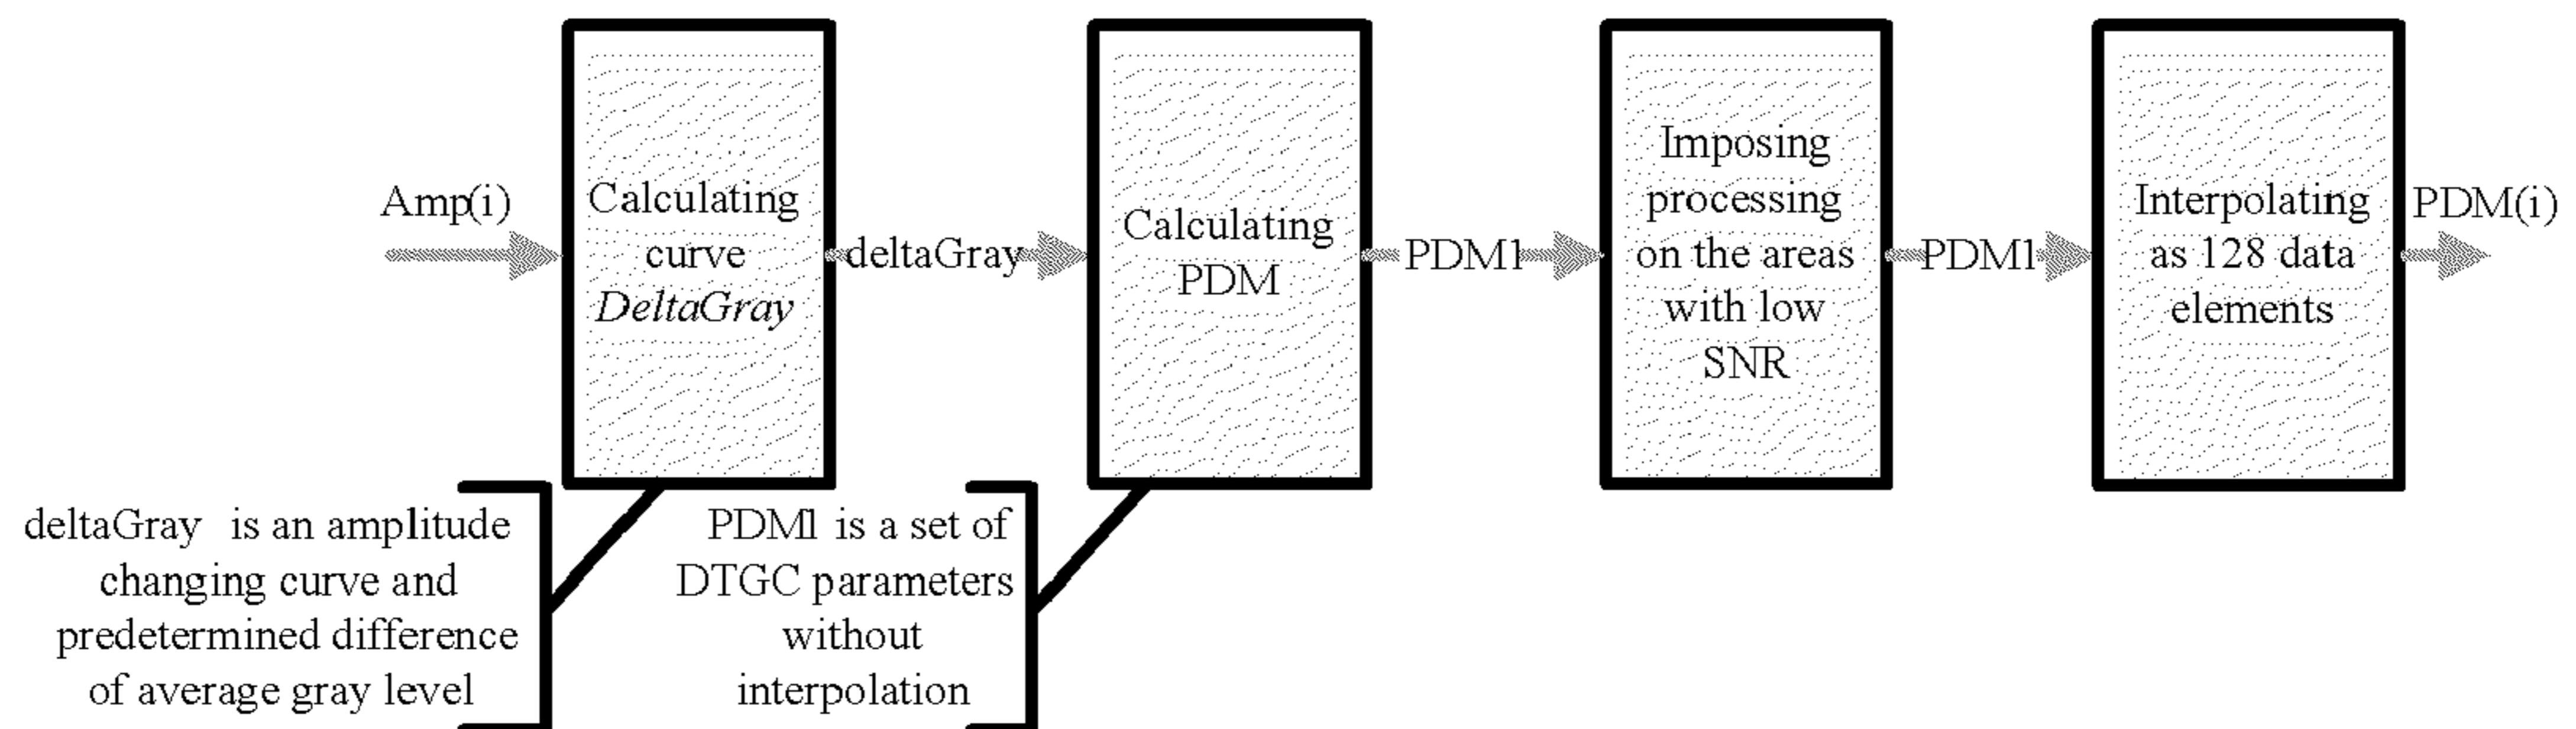 Amp(i)
Calculating
curve
DeltaGray
deltaGray
Calculating
PDM
PDM1
Imposing
processing
on the areas
with low
SNR
PDM1
Interpolating
as 128 data
elements
PDM(i)
deltaGray is an amplitude
changing curve and
predetermined difference
of average gray level
PDM1 is a set of
DTGC parameters
without
interpolation